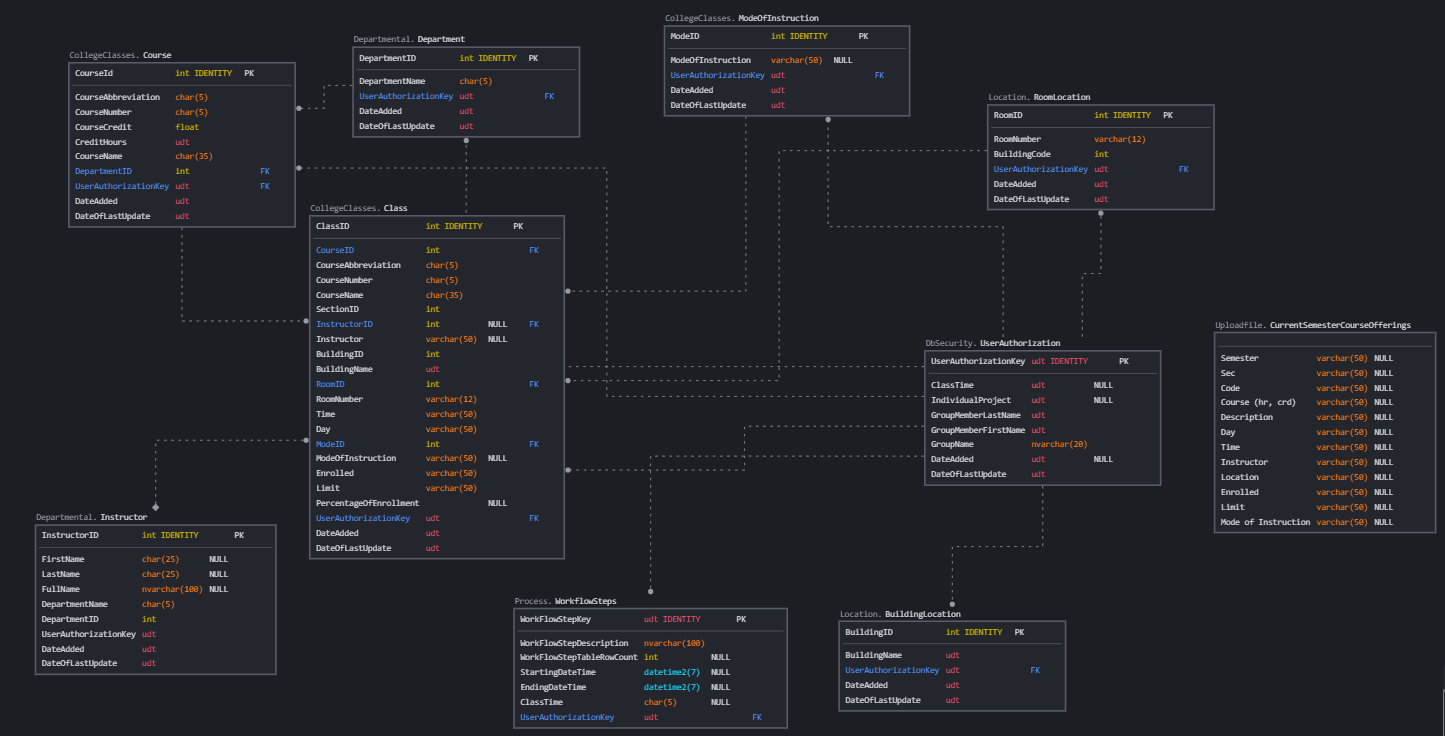 CollegeClasses. Course
CourseId int IDENTITY PK
CourseAbbreviation char(5)
CourseNumber char(5)
CourseCredit float
CreditHours udt
CourseName char(35)
DepartmentID int FK
UserAuthorizationKey udt FK
DateAdded udt
DateOfLastUpdate udt
Departmental. Department
DepartmentID int IDENTITY PK
DepartmentName char(5)
UserAuthorizationKey udt FK
DateAdded udt
DateOfLastUpdate udt
CollegeClasses. ModeOfInstruction
ModeID int IDENTITY PK
ModeOfInstruction varchar(50) NULL
UserAuthorizationKey udt FK
DateAdded udt
DateOfLastUpdate udt
Location. RoomLocation
RoomID int IDENTITY PK
RoomNumber varchar(12)
BuildingCode int
UserAuthorizationKey udt FK
DateAdded udt
DateOfLastUpdate udt
CollegeClasses. Class
ClassID int IDENTITY PK
CourseID int FK
CourseAbbreviation char(5)
CourseNumber char(5)
CourseName char(35)
SectionID int
InstructorID int NULL FK
Instructor varchar(50) NULL
BuildingID int
BuildingName udt
RoomID int FK
RoomNumber varchar(12)
Time varchar(50)
Day varchar(50)
ModeID int FK
ModeOfInstruction varchar(50) NULL
Enrolled varchar(50)
Limit varchar(50)
PercentageOfEnrollment NULL
UserAuthorizationKey udt FK
DateAdded udt
DateOfLastUpdate udt
DbSecurity. UserAuthorization
UserAuthorizationKey udt IDENTITY PK
ClassTime udt NULL
IndividualProject udt NULL
GroupMemberLastName udt
GroupMemberFirstName udt
GroupName nvarchar(20)
DateAdded udt NULL
DateOfLastUpdate udt
Uploadfile. CurrentSemesterCourseOfferings
Semester varchar(50) NULL
Sec varchar(50) NULL
Code varchar(50) NULL
Course (hr, crd) varchar(50) NULL
Description varchar(50) NULL
Day varchar(50) NULL
Time varchar(50) NULL
Instructor varchar(50) NULL
Location varchar(50) NULL
Enrolled varchar(50) NULL
Limit varchar(50) NULL
Mode of Instruction varchar(50) NULL
Departmental. Instructor
InstructorID int IDENTITY PK
FirstName char(25) NULL
LastName char(25) NULL
FullName nvarchar(100) NULL
DepartmentName char(5)
DepartmentID int
UserAuthorizationKey udt
DateAdded udt
DateOfLastUpdate udt
Process. WorkflowSteps
WorkFlowStepKey udt IDENTITY PK
WorkFlowStepDescription nvarchar(100)
WorkFlowStepTableRowCount int NULL
StartingDateTime datetime2(7) NULL
EndingDateTime datetime2(7) NULL
ClassTime char(5) NULL
UserAuthorizationKey udt FK
Location. BuildingLocation
BuildingID int IDENTITY PK
BuildingName udt
UserAuthorizationKey udt FK
DateAdded udt
DateOfLastUpdate udt